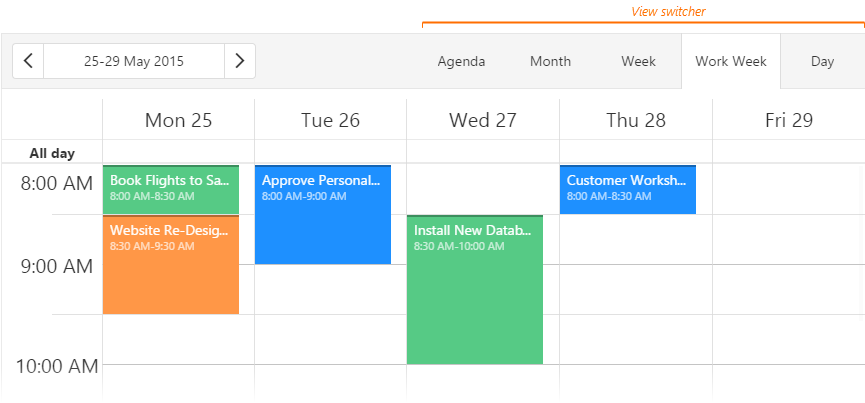 View switcher
25-29 May 2015
Agenda
Month
Week
Work Week
Day
Mon 25
Tue 26
Wed 27
Thu 28
Fri 29
All day
8:00 AM
Book Flights to Sa...
8:00 AM-8:30 AM
Approve Personal...
8:00 AM-9:00 AM
Customer Worksh...
8:00 AM-8:30 AM
Website Re-Desig...
8:30 AM-9:30 AM
Install New Datab...
8:30 AM-10:00 AM
9:00 AM
10:00 AM